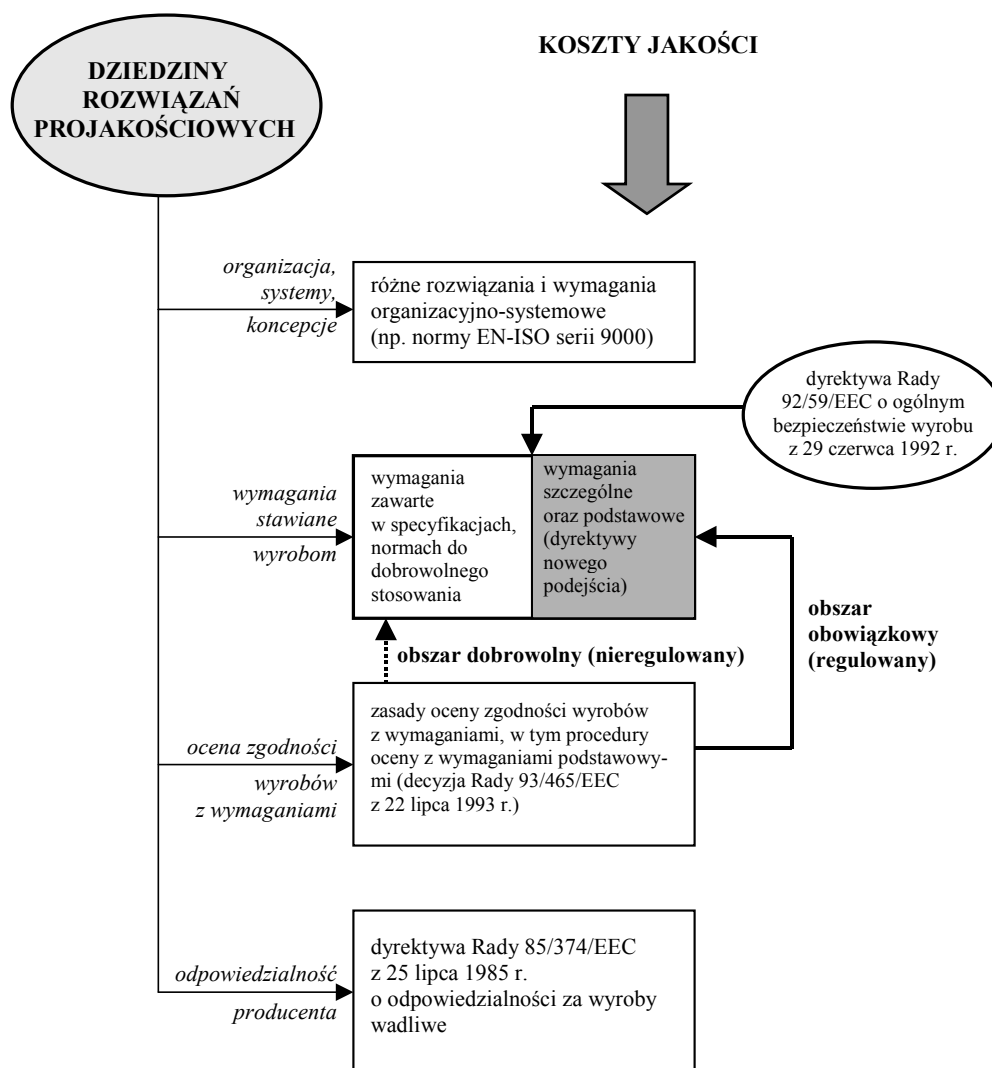 DZIEDZINY
ROZWIĄZAŃ
PROJAKOŚCIOWYCH
KOSZTY JAKOŚCI
organizacja,
systemy,
koncepcje
różne rozwiązania i wymagania
organizacyjno-systemowe
(np. normy EN-ISO serii 9000)
dyrektywa Rady
92/59/EEC o ogólnym
bezpieczeństwie wyrobu
z 29 czerwca 1992 r.
wymagania
stawiane
wyrobom
wymagania
zawarte
w specyfikacjach,
normach do
dobrowolnego
stosowania
wymagania
szczególne
oraz podstawowe
(dyrektywy
nowego
podejścia)
obszar
obowiązkowy
(regulowany)
obszar dobrowolny (nieregulowany)
ocena zgodności
wyrobów
z wymaganiami
zasady oceny zgodności wyrobów
z wymaganiami, w tym procedury
oceny z wymaganiami podstawowy-
mi (decyzja Rady 93/465/EEC
z 22 lipca 1993 r.)
odpowiedzialność
producenta
dyrektywa Rady 85/374/EEC
z 25 lipca 1985 r.
o odpowiedzialności za wyroby
wadliwe